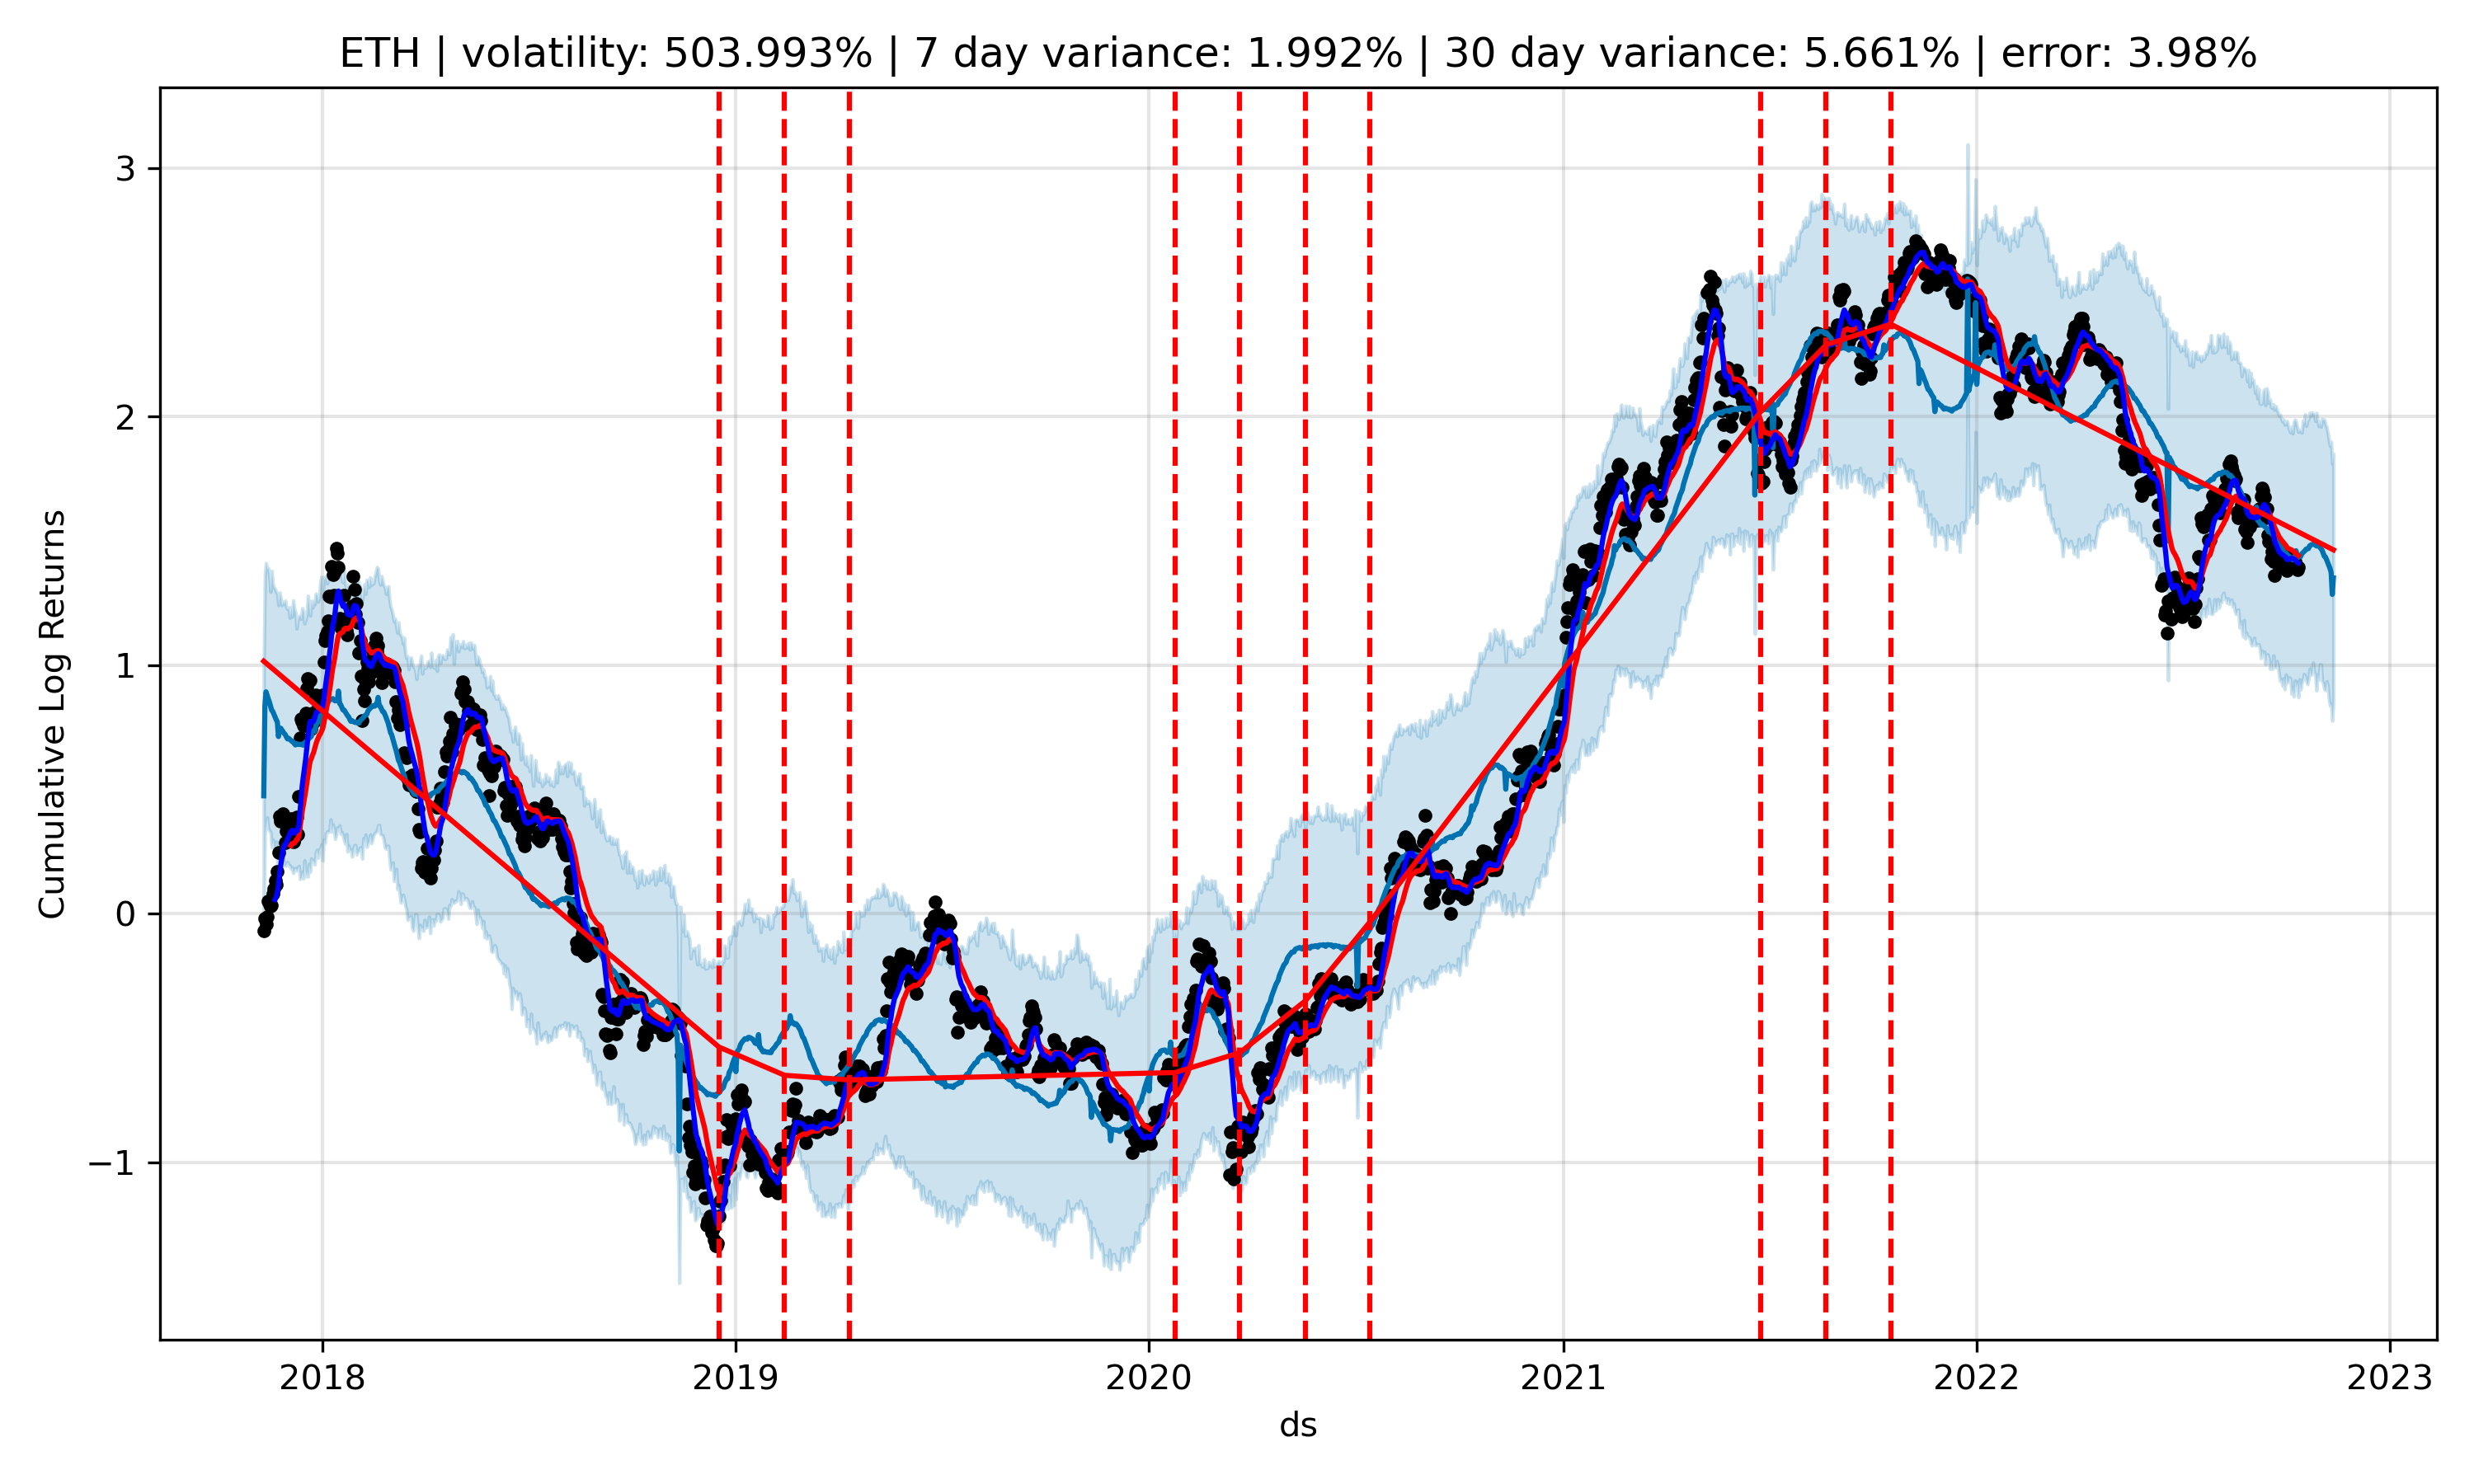 ETH | volatility: 503.993% | 7 day variance: 1.992% | 30 day variance: 5.661% | error: 3.98%
Cumulative Log Returns
3
2
1
0
−1
2018 2019 2020 2021 2022 2023
ds